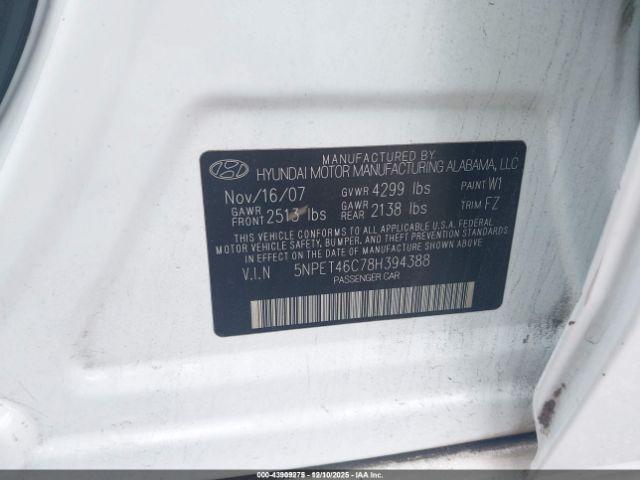 MANUFACTURED BY
HYUNDAI MOTOR MANUFACTURING ALABAMA, LLC
Nov/16/07 GVWR 4299 lbs PAINT W1
GAWR FRONT 2513 lbs GAWR REAR 2138 lbs TRIM FZ
THIS VEHICLE CONFORMS TO ALL APPLICABLE U.S.A. FEDERAL
MOTOR VEHICLE SAFETY, BUMPER, AND THEFT PREVENTION STANDARDS
IN EFFECT ON THE DATE OF MANUFACTURE SHOWN ABOVE.
V.I.N 5NPET46C78H394388
PASSENGER CAR
000-43909275 - 12/10/2025 - IAA Inc.